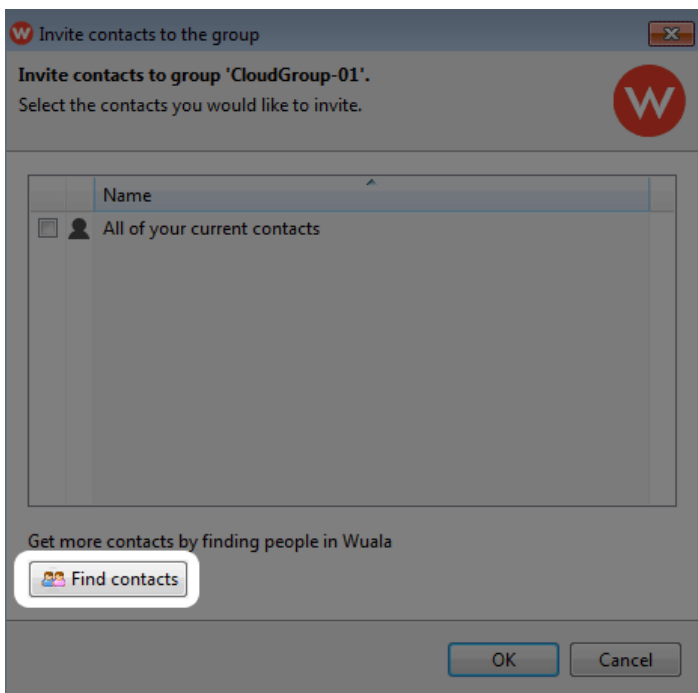 Invite contacts to the group
Invite contacts to group 'CloudGroup-01'.
Select the contacts you would like to invite.
W
Name
All of your current contacts
Get more contacts by finding people in Wuala
Find contacts
OK
Cancel